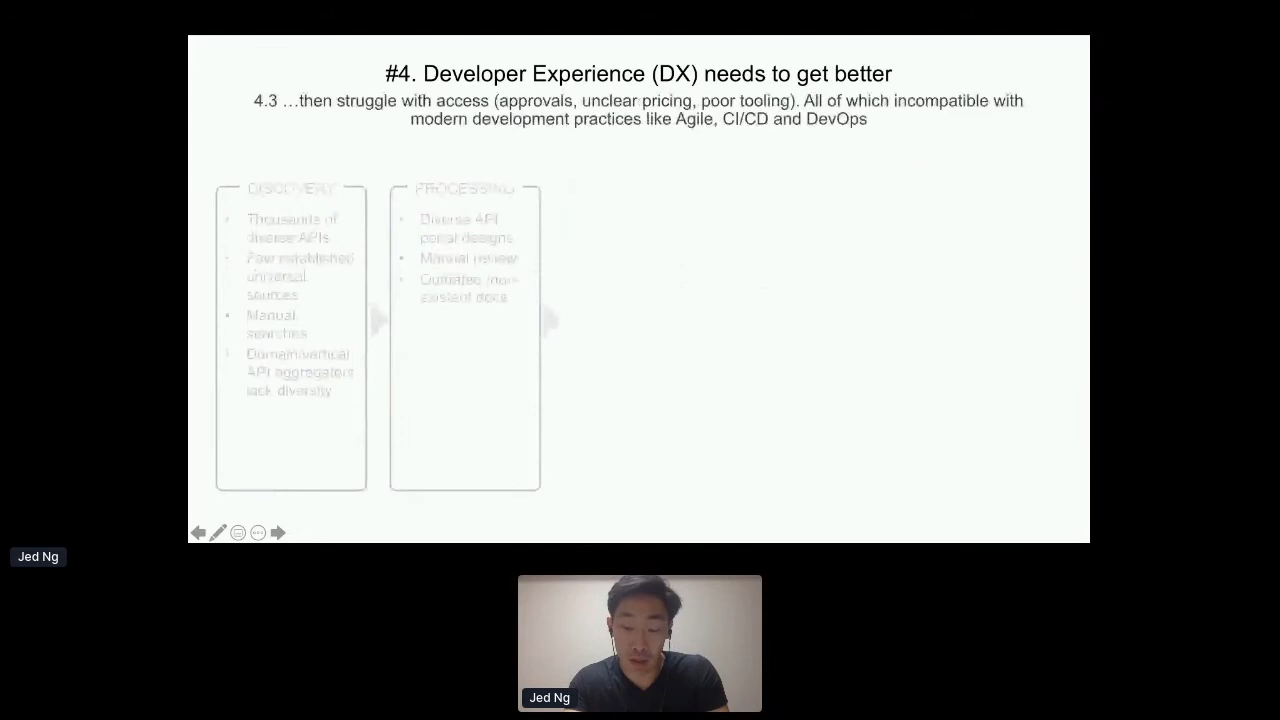 #4. Developer Experience (DX) needs to get better
4.3 …then struggle with access (approvals, unclear pricing, poor tooling). All of which incompatible with
modern development practices like Agile, CI/CD and DevOps
DISCOVERY
Thousands of
diverse APIs
Few established
universal
sources
Manual
searches
Domain/vertical
API aggregators
lack diversity
PROCESSING
Diverse API
portal designs
Manual review
Outdated /non-
existent docs
Jed Ng
Jed Ng